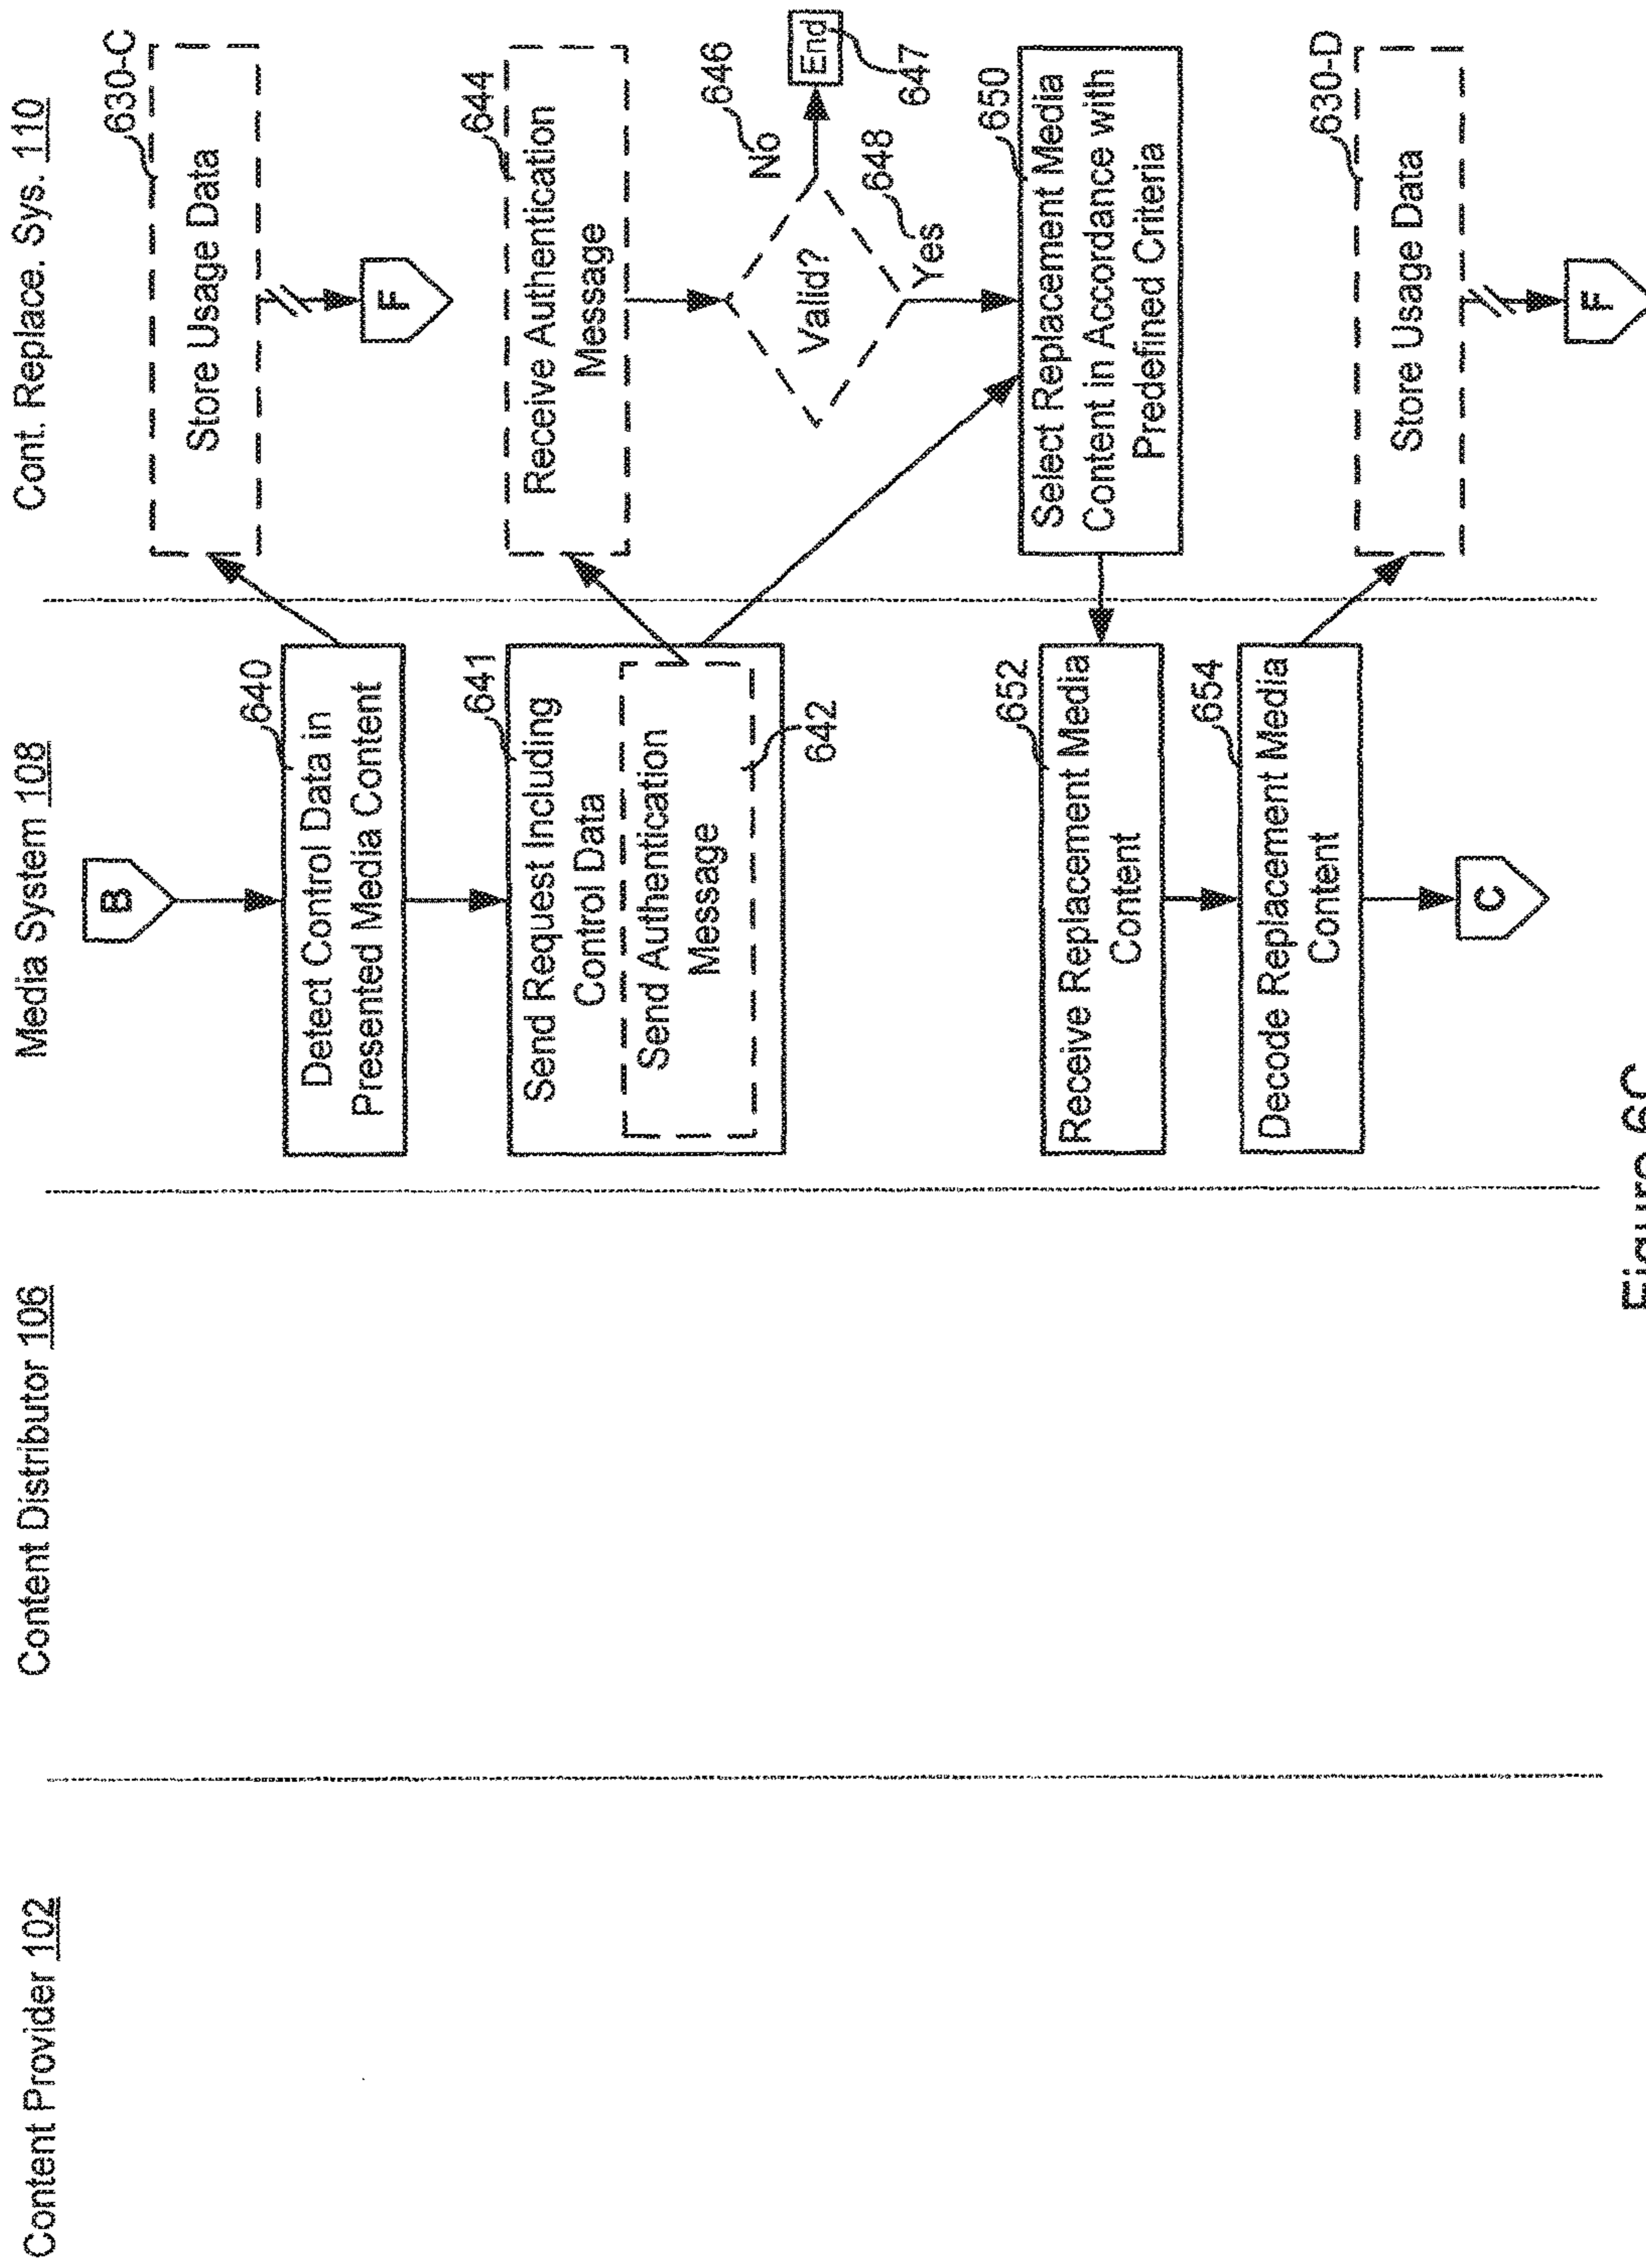 Content Provider 102
Content Distributor 106
Media System 108
Cont. Replace. Sys. 110
B
640
Detect Control Data in
Presented Media Content
630-C
Store Usage Data
F
641
Send Request Including
Control Data
Send Authentication
Message
642
644
Receive Authentication
Message
Valid?
No
646
End
647
Yes
648
650
Select Replacement Media
Content in Accordance with
Predefined Criteria
652
Receive Replacement Media
Content
654
Decode Replacement Media
Content
630-D
Store Usage Data
F
C
Figure 6C